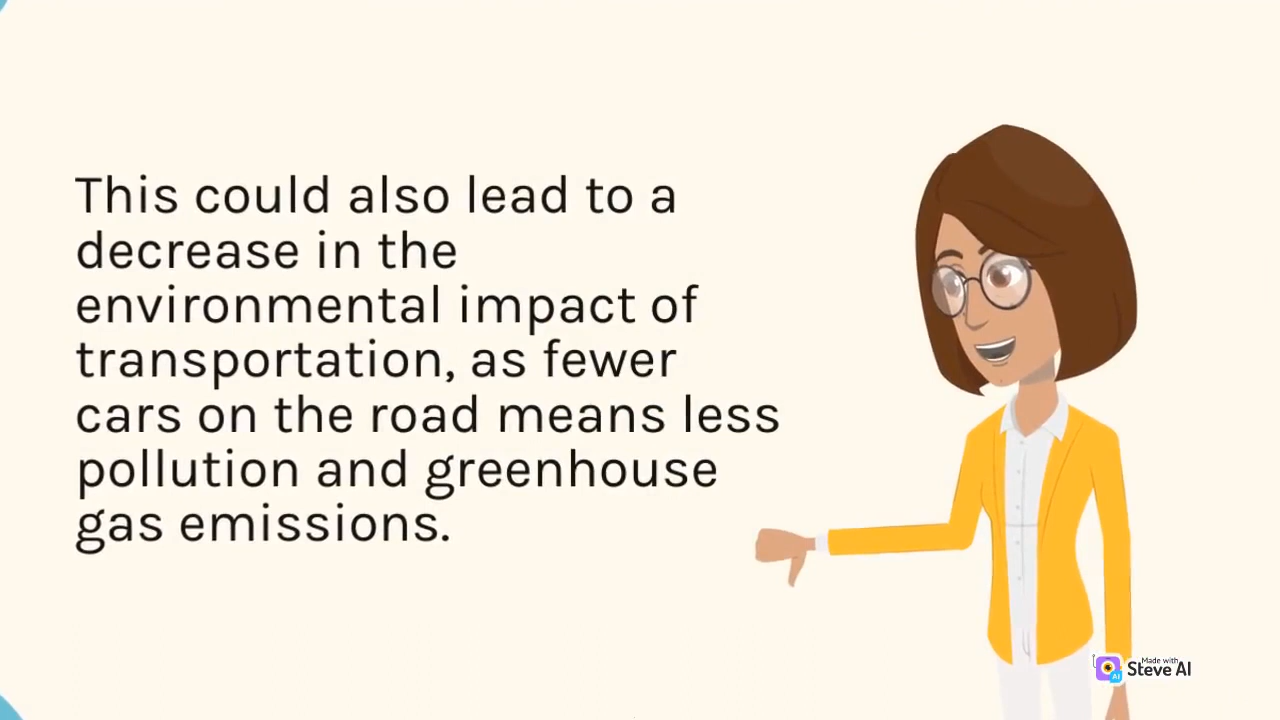 This could also lead to a
decrease in the
environmental impact of
transportation, as fewer
cars on the road means less
pollution and greenhouse
gas emissions.
Made with
Steve AI
AI